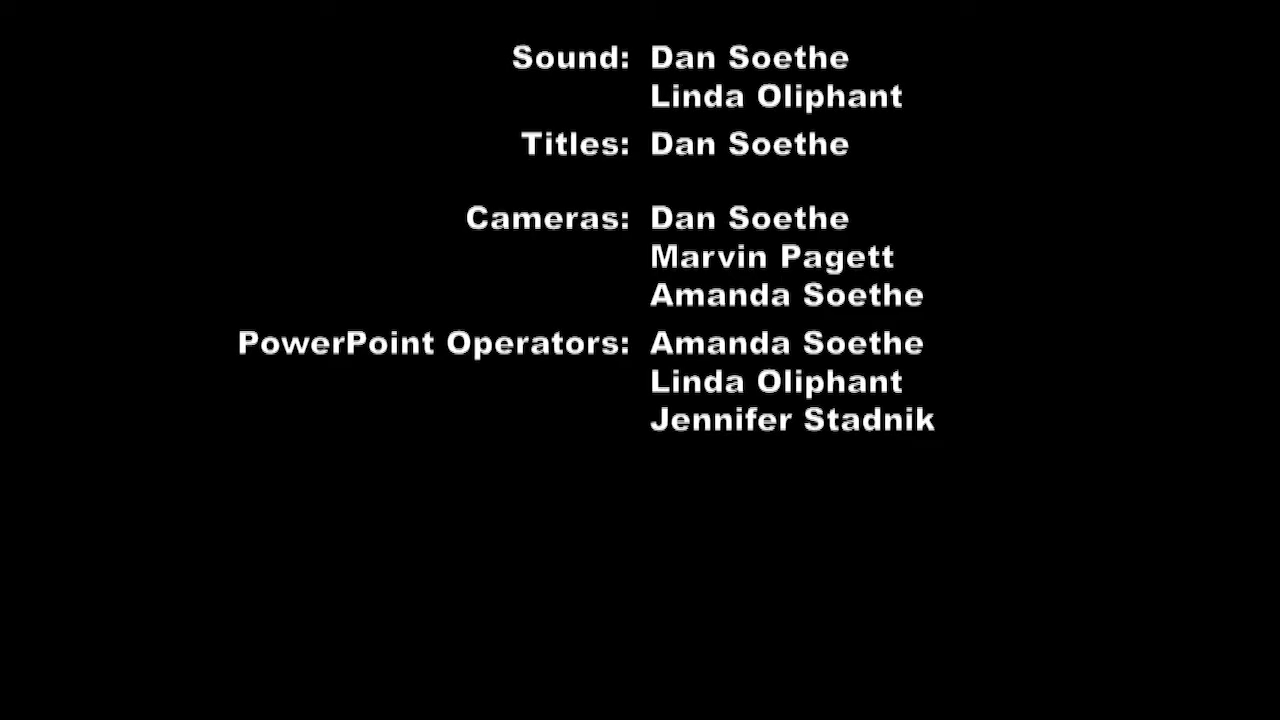 Sound: Dan Soethe
Linda Oliphant
Titles: Dan Soethe
Cameras: Dan Soethe
Marvin Pagett
Amanda Soethe
PowerPoint Operators: Amanda Soethe
Linda Oliphant
Jennifer Stadnik